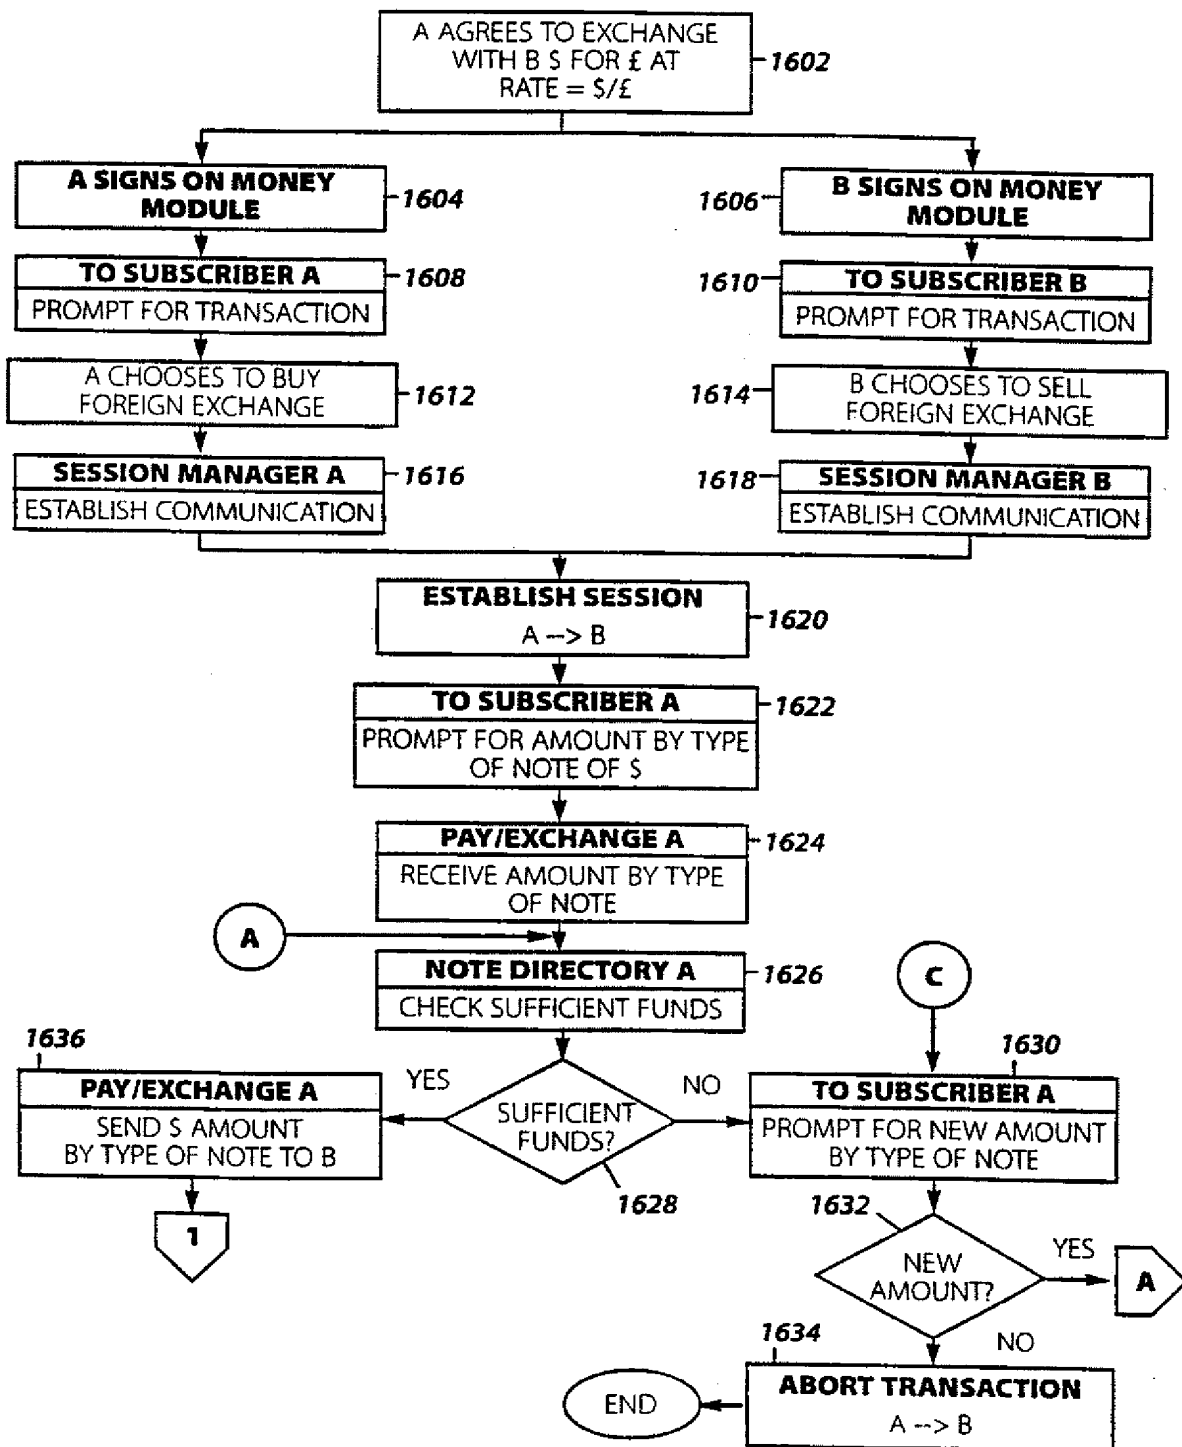 A AGREES TO EXCHANGE
WITH B $ FOR £ AT
RATE = $/£
1602
A SIGNS ON MONEY
MODULE
1604
1606
B SIGNS ON MONEY
MODULE
TO SUBSCRIBER A
1608
PROMPT FOR TRANSACTION
1610
TO SUBSCRIBER B
PROMPT FOR TRANSACTION
A CHOOSES TO BUY
FOREIGN EXCHANGE
1612
1614
B CHOOSES TO SELL
FOREIGN EXCHANGE
SESSION MANAGER A
1616
ESTABLISH COMMUNICATION
1618
SESSION MANAGER B
ESTABLISH COMMUNICATION
ESTABLISH SESSION
A --> B
1620
TO SUBSCRIBER A
1622
PROMPT FOR AMOUNT BY TYPE
OF NOTE OF $
PAY/EXCHANGE A
1624
RECEIVE AMOUNT BY TYPE
OF NOTE
A
NOTE DIRECTORY A
1626
CHECK SUFFICIENT FUNDS
C
1636
PAY/EXCHANGE A
SEND $ AMOUNT
BY TYPE OF NOTE TO B
YES
SUFFICIENT
FUNDS?
NO
1628
1630
TO SUBSCRIBER A
PROMPT FOR NEW AMOUNT
BY TYPE OF NOTE
1
1632
NEW
AMOUNT?
YES
A
NO
1634
ABORT TRANSACTION
A --> B
END